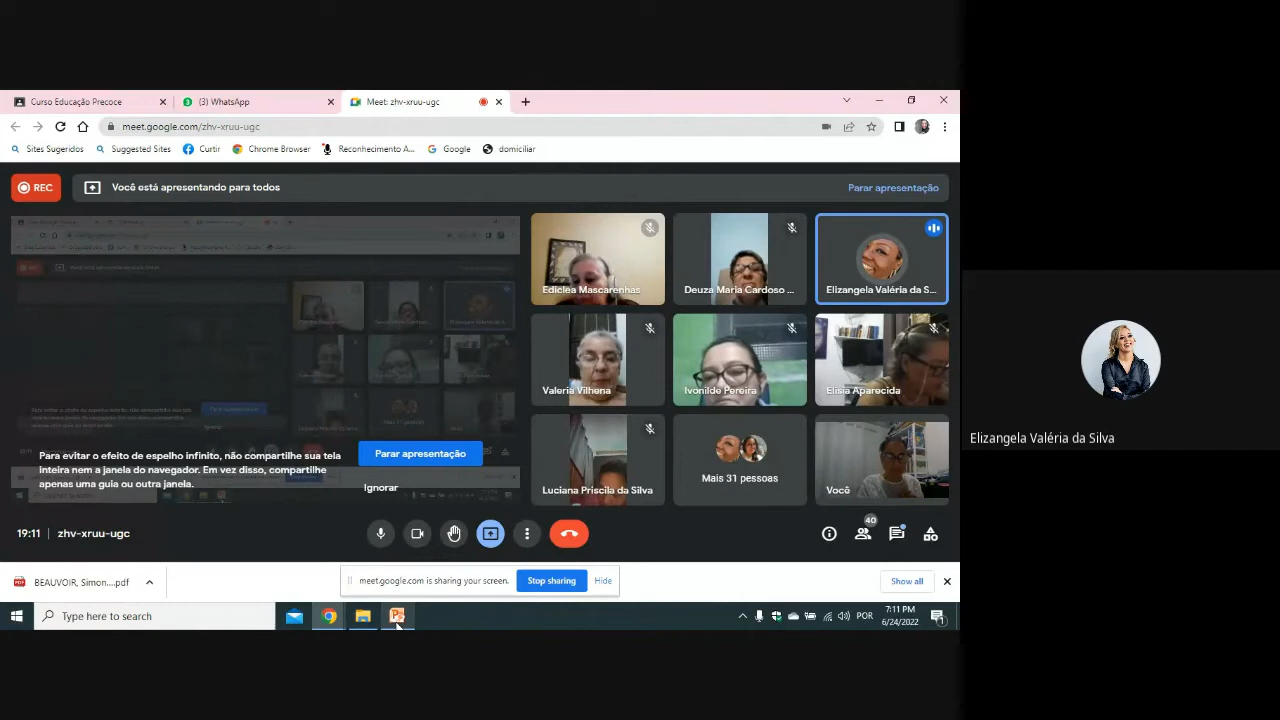 Curso Educação Precoce
(3) WhatsApp
Meet: zhv-xruu-ugc
meet.google.com/zhv-xruu-ugc
Sites Sugeridos
Suggested Sites
Curtir
Chrome Browser
Reconhecimento A...
Google
domiciliar
REC
Você está apresentando para todos
Parar apresentação
Edicléa Mascarenhas
Deuza Maria Cardoso ...
Elizangela Valéria da S...
Valeria Vilhena
Ivonilde Pereira
Elisia Aparecida
Luciana Priscila da Silva
Mais 31 pessoas
Você
Elizangela Valéria da Silva
Para evitar o efeito de espelho infinito, não compartilhe sua tela
inteira nem a janela do navegador. Em vez disso, compartilhe
apenas uma guia ou outra janela.
Parar apresentação
Ignorar
19:11 | zhv-xruu-ugc
40
BEAUVOIR, Simon....pdf
meet.google.com is sharing your screen.
Stop sharing
Hide
Show all
Type here to search
POR
7:11 PM
6/24/2022
1